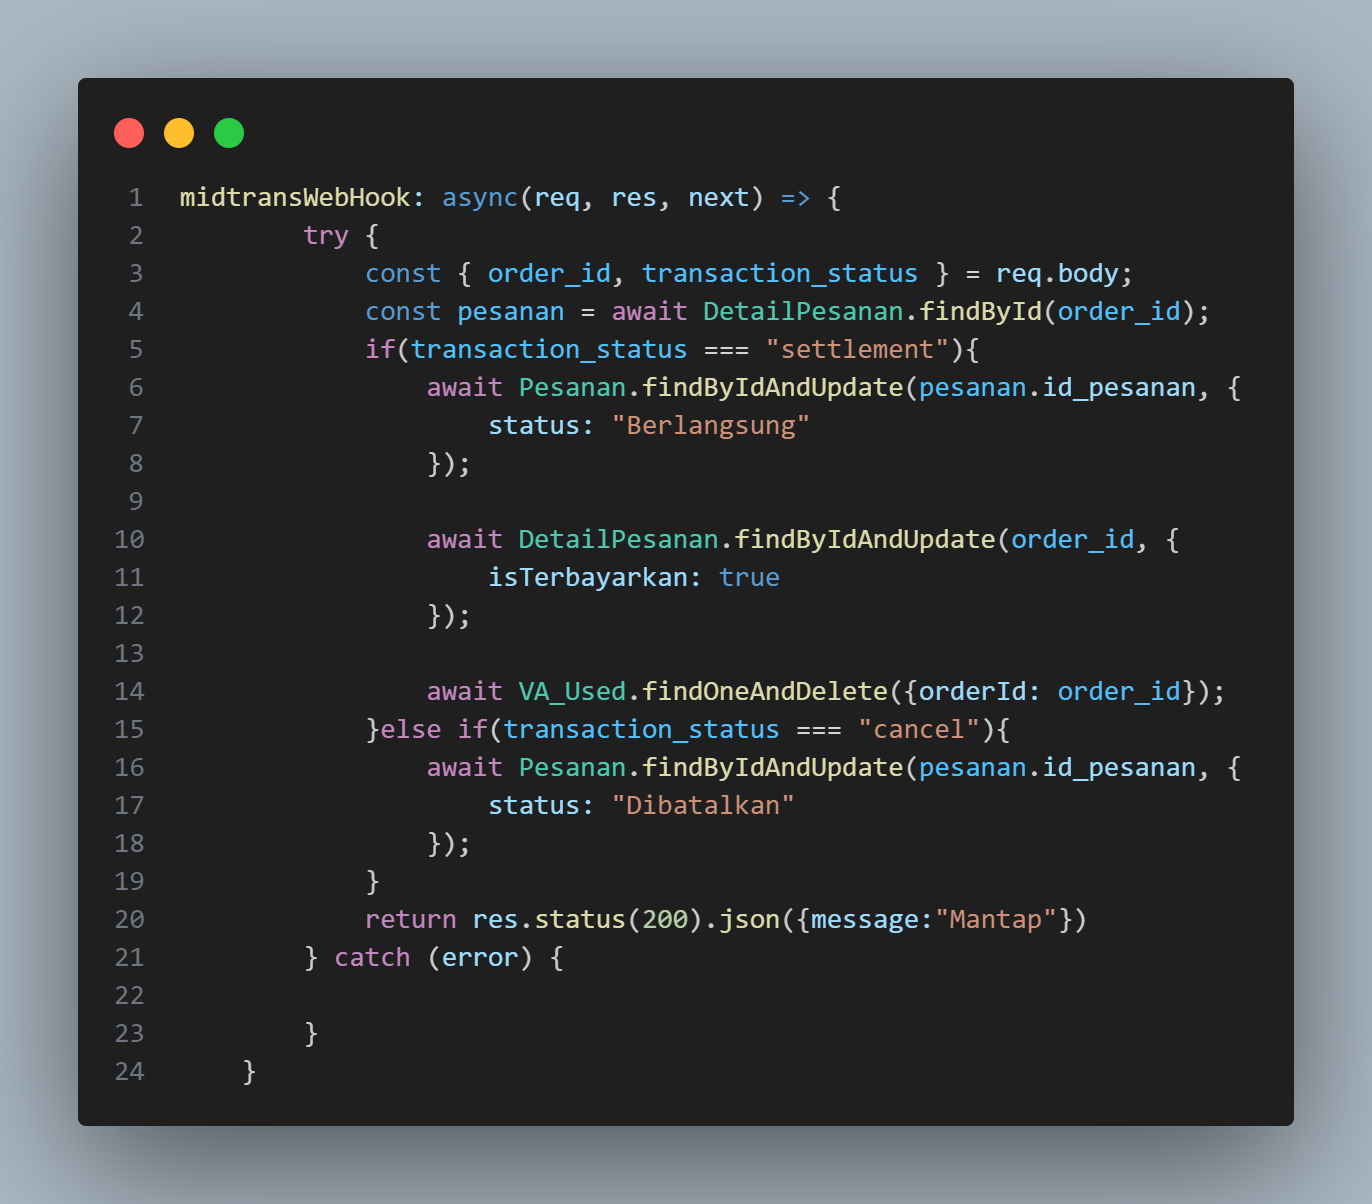 1 midtransWebHook: async(req, res, next) => {
2         try {
3             const { order_id, transaction_status } = req.body;
4             const pesanan = await DetailPesanan.findById(order_id);
5             if(transaction_status === "settlement"){
6                 await Pesanan.findByIdAndUpdate(pesanan.id_pesanan, {
7                     status: "Berlangsung"
8                 });
9
10                 await DetailPesanan.findByIdAndUpdate(order_id, {
11                     isTerbayarkan: true
12                 });
13
14                 await VA_Used.findOneAndDelete({orderId: order_id});
15             }else if(transaction_status === "cancel"){
16                 await Pesanan.findByIdAndUpdate(pesanan.id_pesanan, {
17                     status: "Dibatalkan"
18                 });
19             }
20             return res.status(200).json({message:"Mantap"})
21         } catch (error) {
22
23         }
24     }